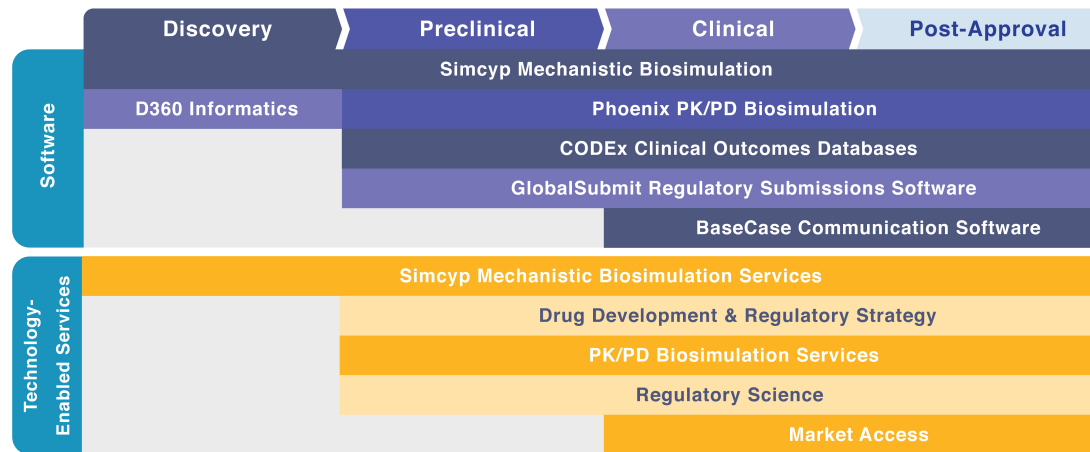 Discovery
Preclinical
Clinical
Post-Approval
Software
Simcyp Mechanistic Biosimulation
D360 Informatics
Phoenix PK/PD Biosimulation
CODEx Clinical Outcomes Databases
GlobalSubmit Regulatory Submissions Software
BaseCase Communication Software
Technology-
Enabled Services
Simcyp Mechanistic Biosimulation Services
Drug Development & Regulatory Strategy
PK/PD Biosimulation Services
Regulatory Science
Market Access